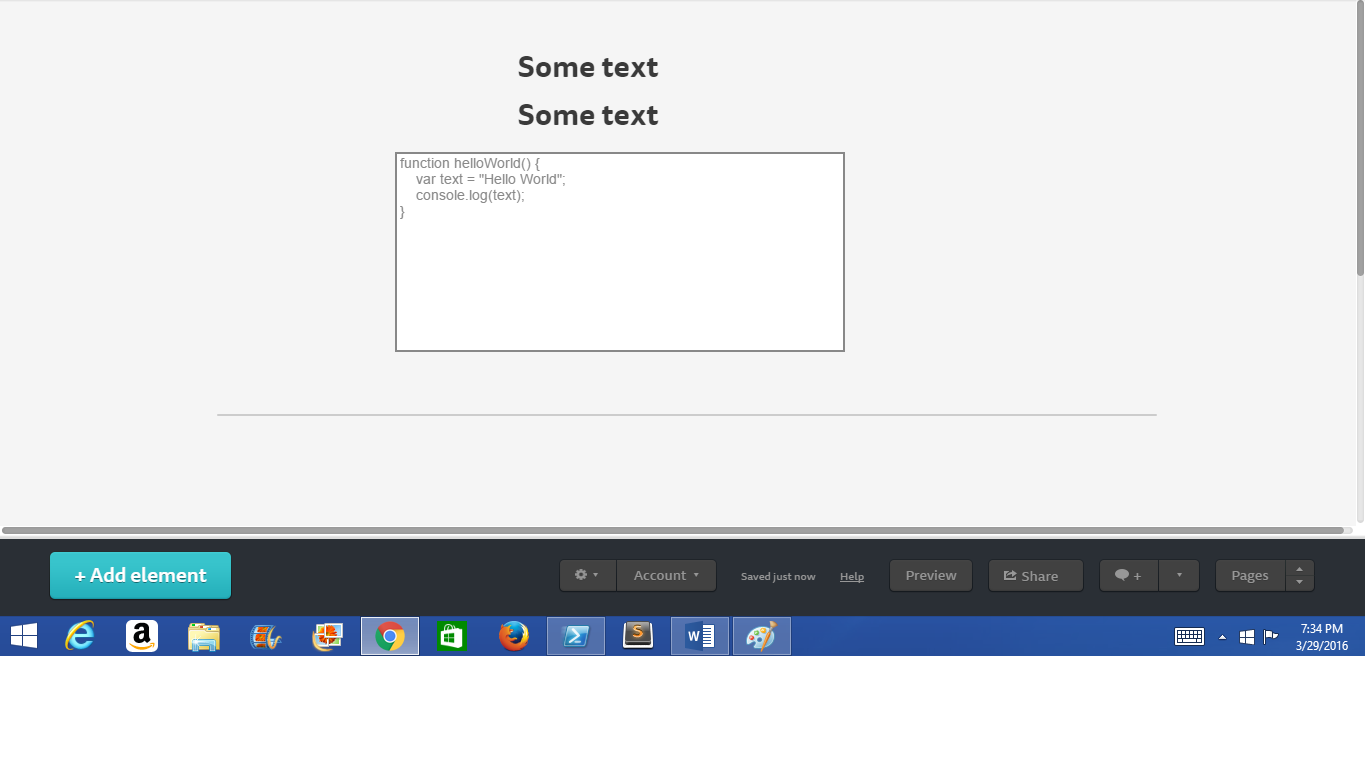 Some text
Some text
function helloWorld() {
    var text = "Hello World";
    console.log(text);
}
+ Add element
Account
Saved just now
Help
Preview
Share
+
Pages
a
S
W
7:34 PM
3/29/2016